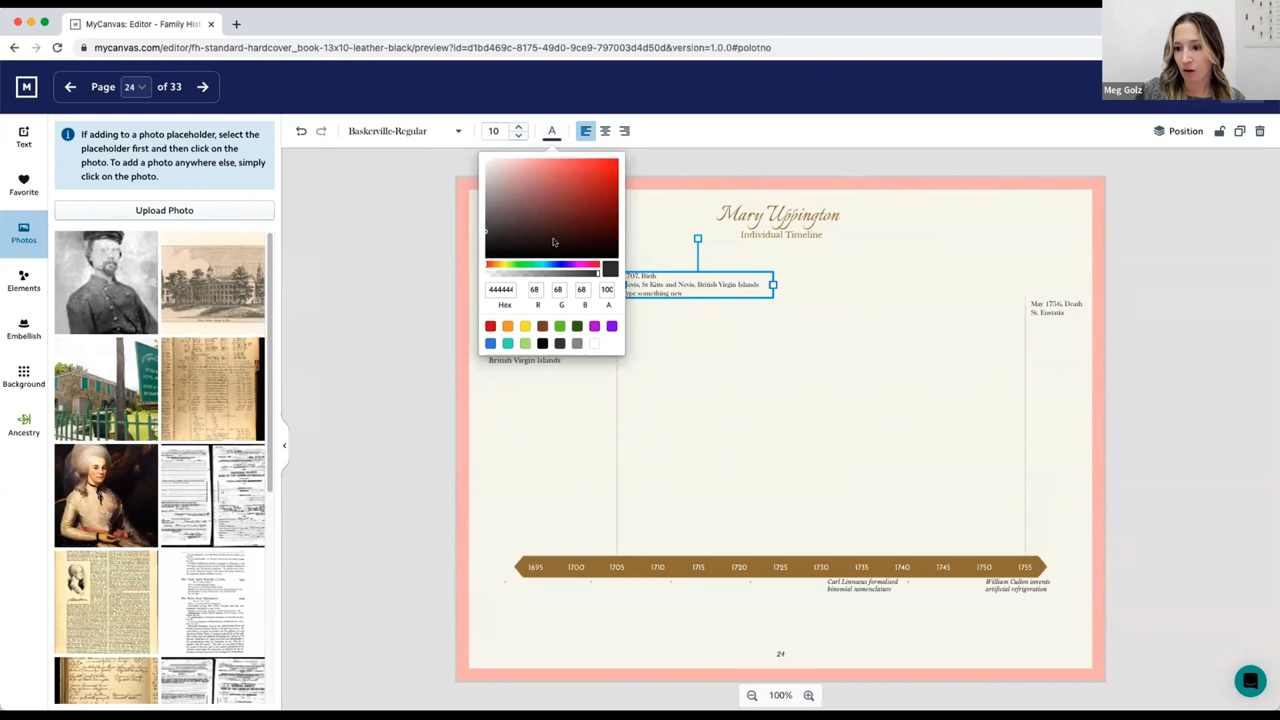 MyCanvas: Editor - Family Hist
mycanvas.com/editor/fh-standard-hardcover_book-13x10-leather-black/preview?id=d1bd469c-8175-49d0-9ce9-797003d4d50d&version=1.0.0#polotno
Meg Golz
M
Page 24 of 33
Text
Favorite
Photos
Elements
Embellish
Background
Ancestry
If adding to a photo placeholder, select the
placeholder first and then click on the
photo. To add a photo anywhere else, simply
click on the photo.
Upload Photo
Baskerville-Regular
10
A
Position
444444 68 68 68 100
Hex R G B A
Mary Uppington
Individual Timeline
707, Birth
evis, St Kitts and Nevis, British Virgin Islands
ype something new
May 1756, Death
St. Eustatia
British Virgin Islands
1695 1700 1705 1710 1715 1720 1725 1730 1735 1740 1745 1750 1755
Carl Linnaeus formalised
binomial nomenclature
William Cullen invents
artificial refrigeration
24
100%